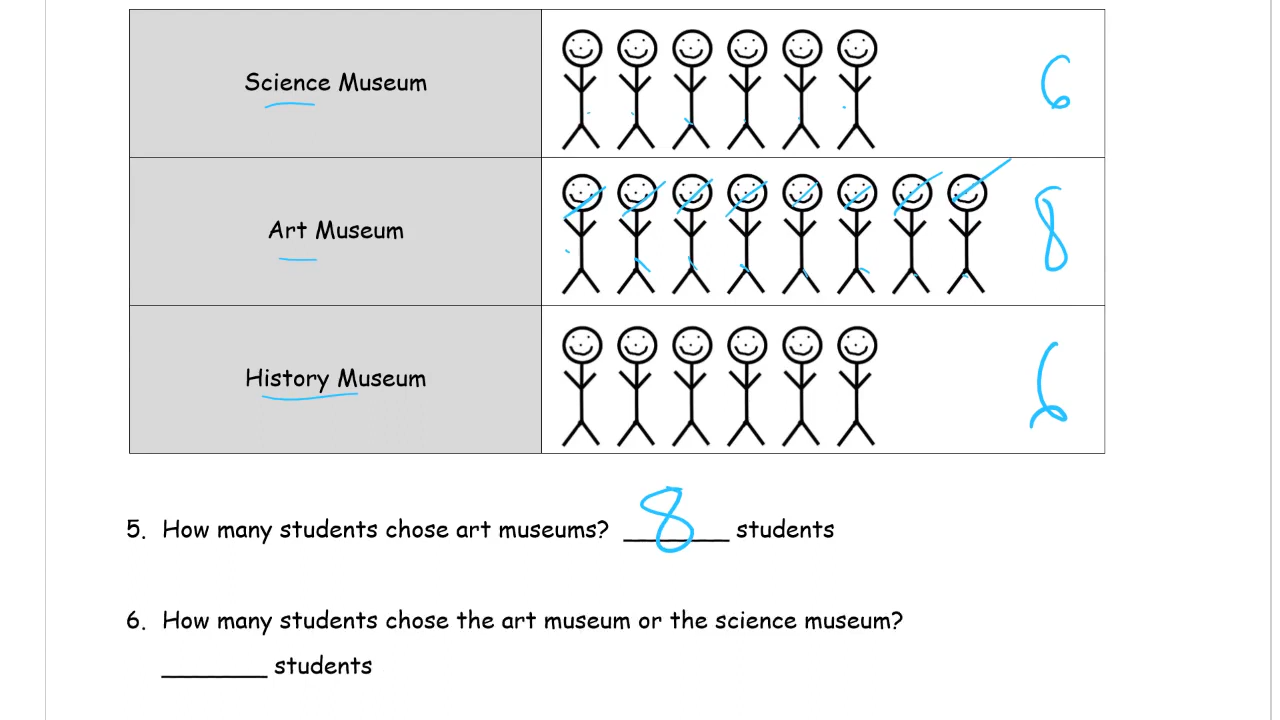 Science Museum 6
Art Museum 8
History Museum 6
5. How many students chose art museums? 8 students
6. How many students chose the art museum or the science museum?
_______ students